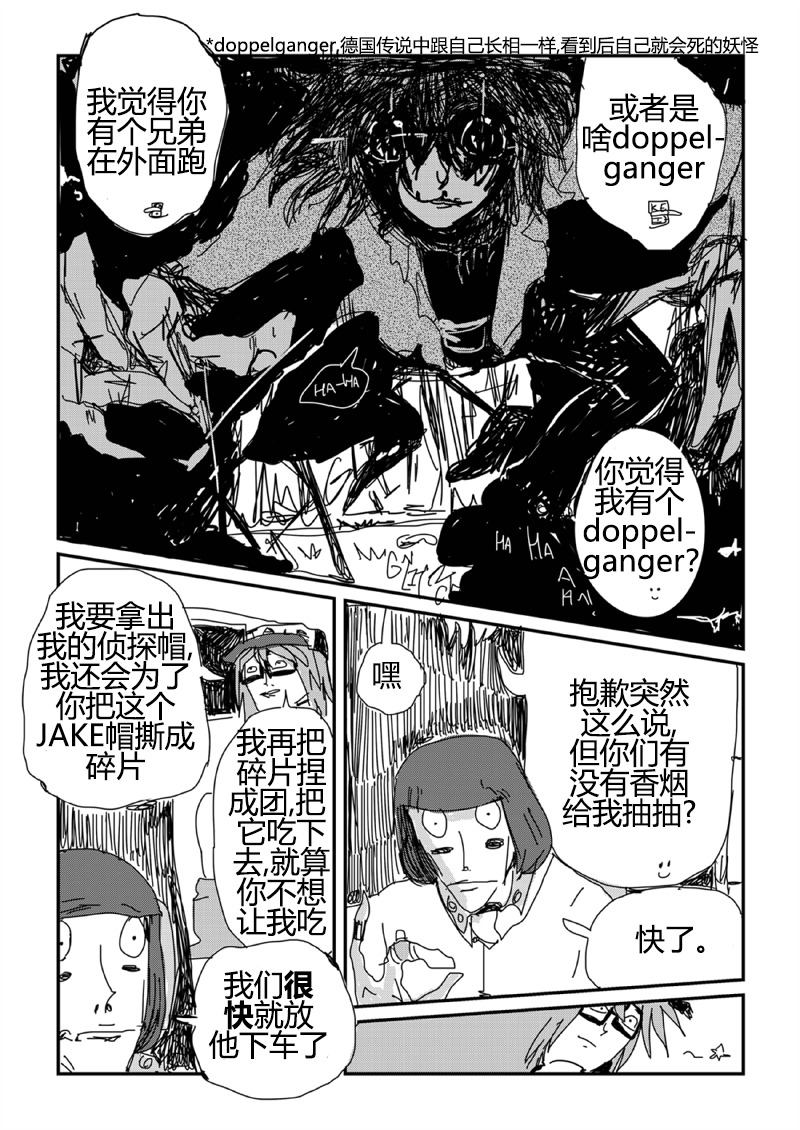 *doppelganger,德国传说中跟自己长相一样,看到后自己就会死的妖怪
我觉得你
有个兄弟
在外面跑
或者是
啥doppel-
ganger
HA-HA
你觉得
我有个
doppel-
ganger?
HA HA
我要拿出
我的侦探帽,
我还会为了
你把这个
JAKE帽撕成
碎片
我再把
碎片捏
成团,把
它吃下
去,就算
你不想
让我吃
我们很
快就放
他下车了
嘿
抱歉突然
这么说,
但你们有
没有香烟
给我抽抽?
快了。